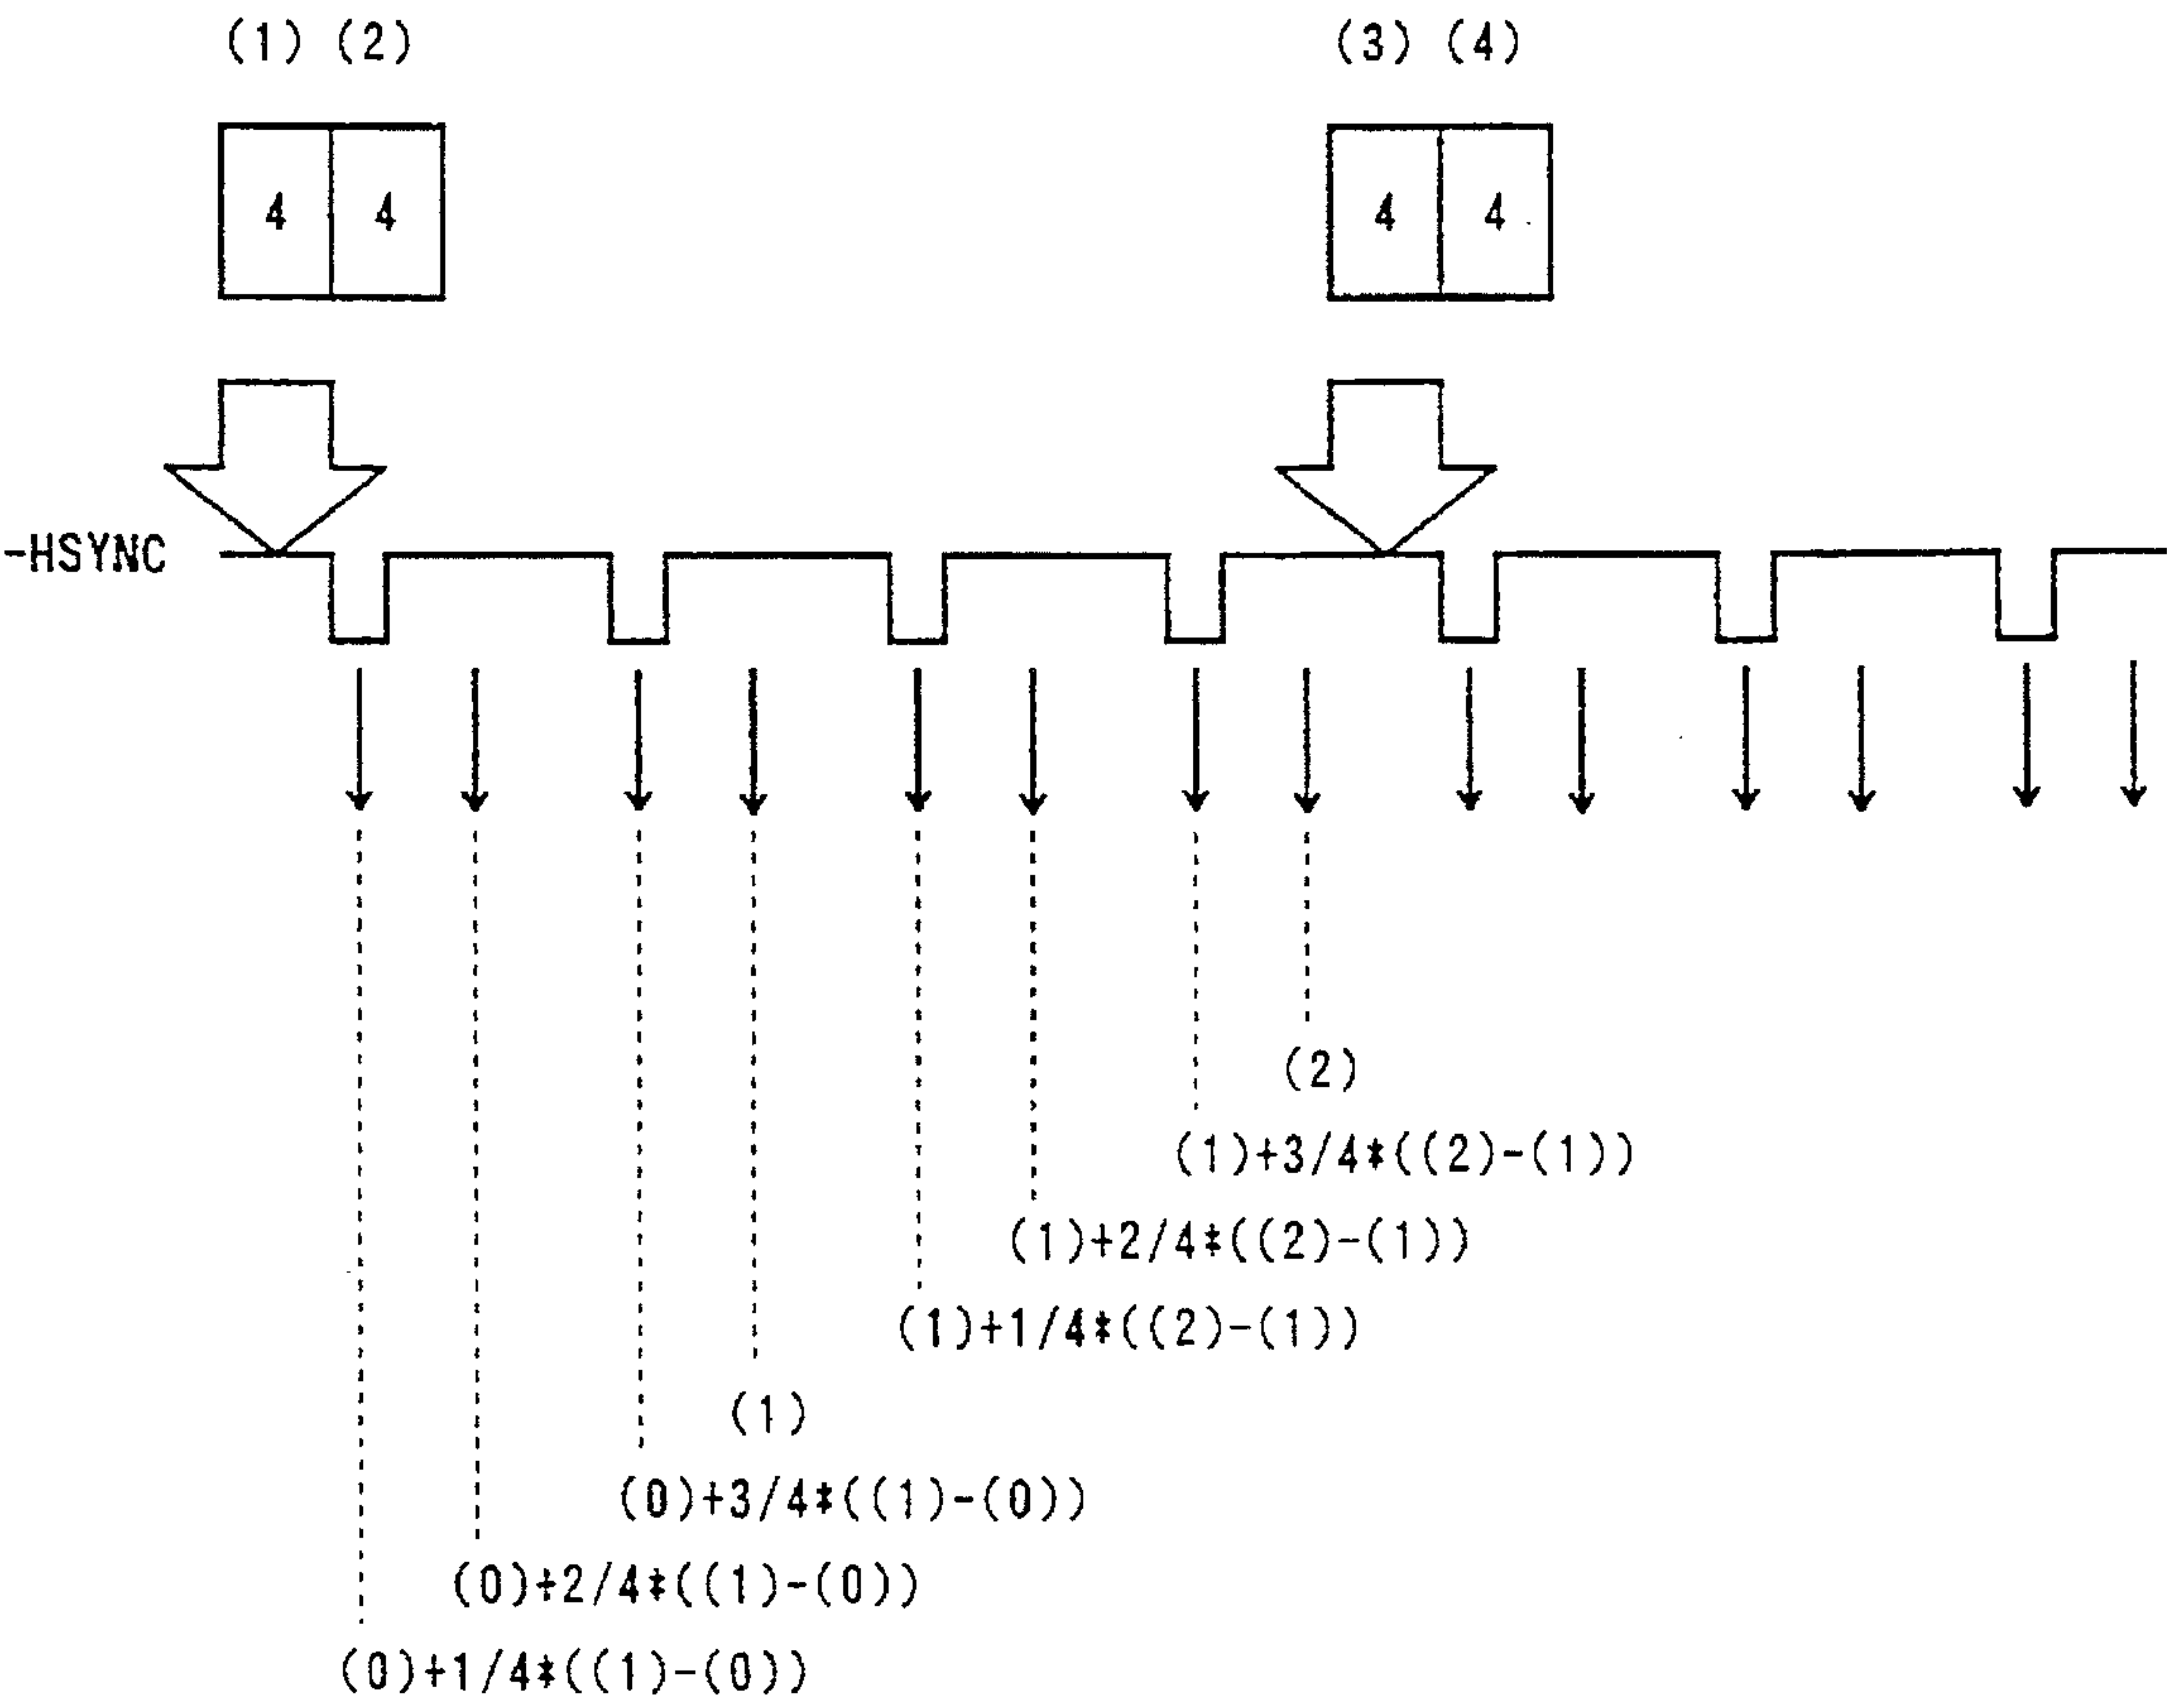 (1) (2) (3) (4)
4 4 4 4
-HSYNC
(2)
(1)+3/4*((2)-(1))
(1)+2/4*((2)-(1))
(1)+1/4*((2)-(1))
(1)
(0)+3/4*((1)-(0))
(0)+2/4*((1)-(0))
(0)+1/4*((1)-(0))